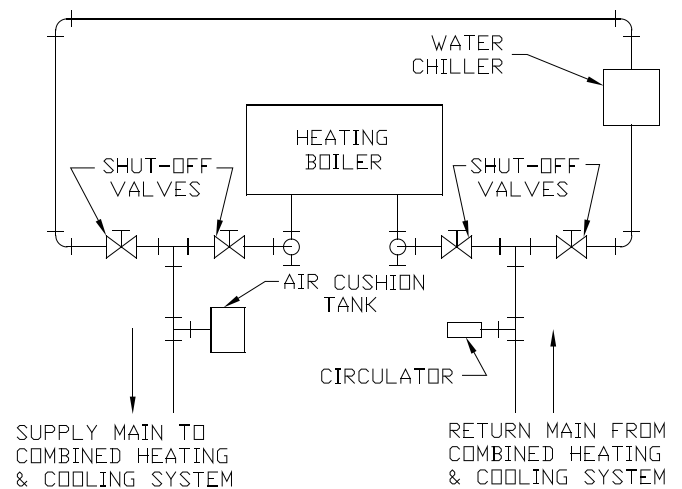 WATER
CHILLER
HEATING
BOILER
SHUT-OFF
VALVES
SHUT-OFF
VALVES
AIR CUSHION
TANK
CIRCULATOR
SUPPLY MAIN TO
COMBINED HEATING
& COOLING SYSTEM
RETURN MAIN FROM
COMBINED HEATING
& COOLING SYSTEM